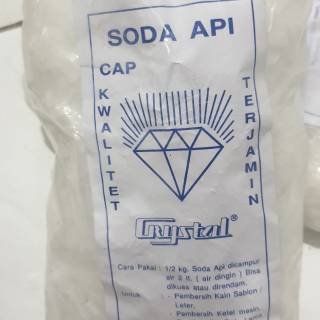 SODA API
CAP
KWALITET
TERJAMIN
Crystal®
Cara Pakai : 1/2 kg. Soda Api dicampur
air 2 lt. ( air dingin ) Bisa
dikuas atau direndam.
Untuk : - Pembersih Kain Sablon /
Leter.
- Pembersih Ketel mesin.